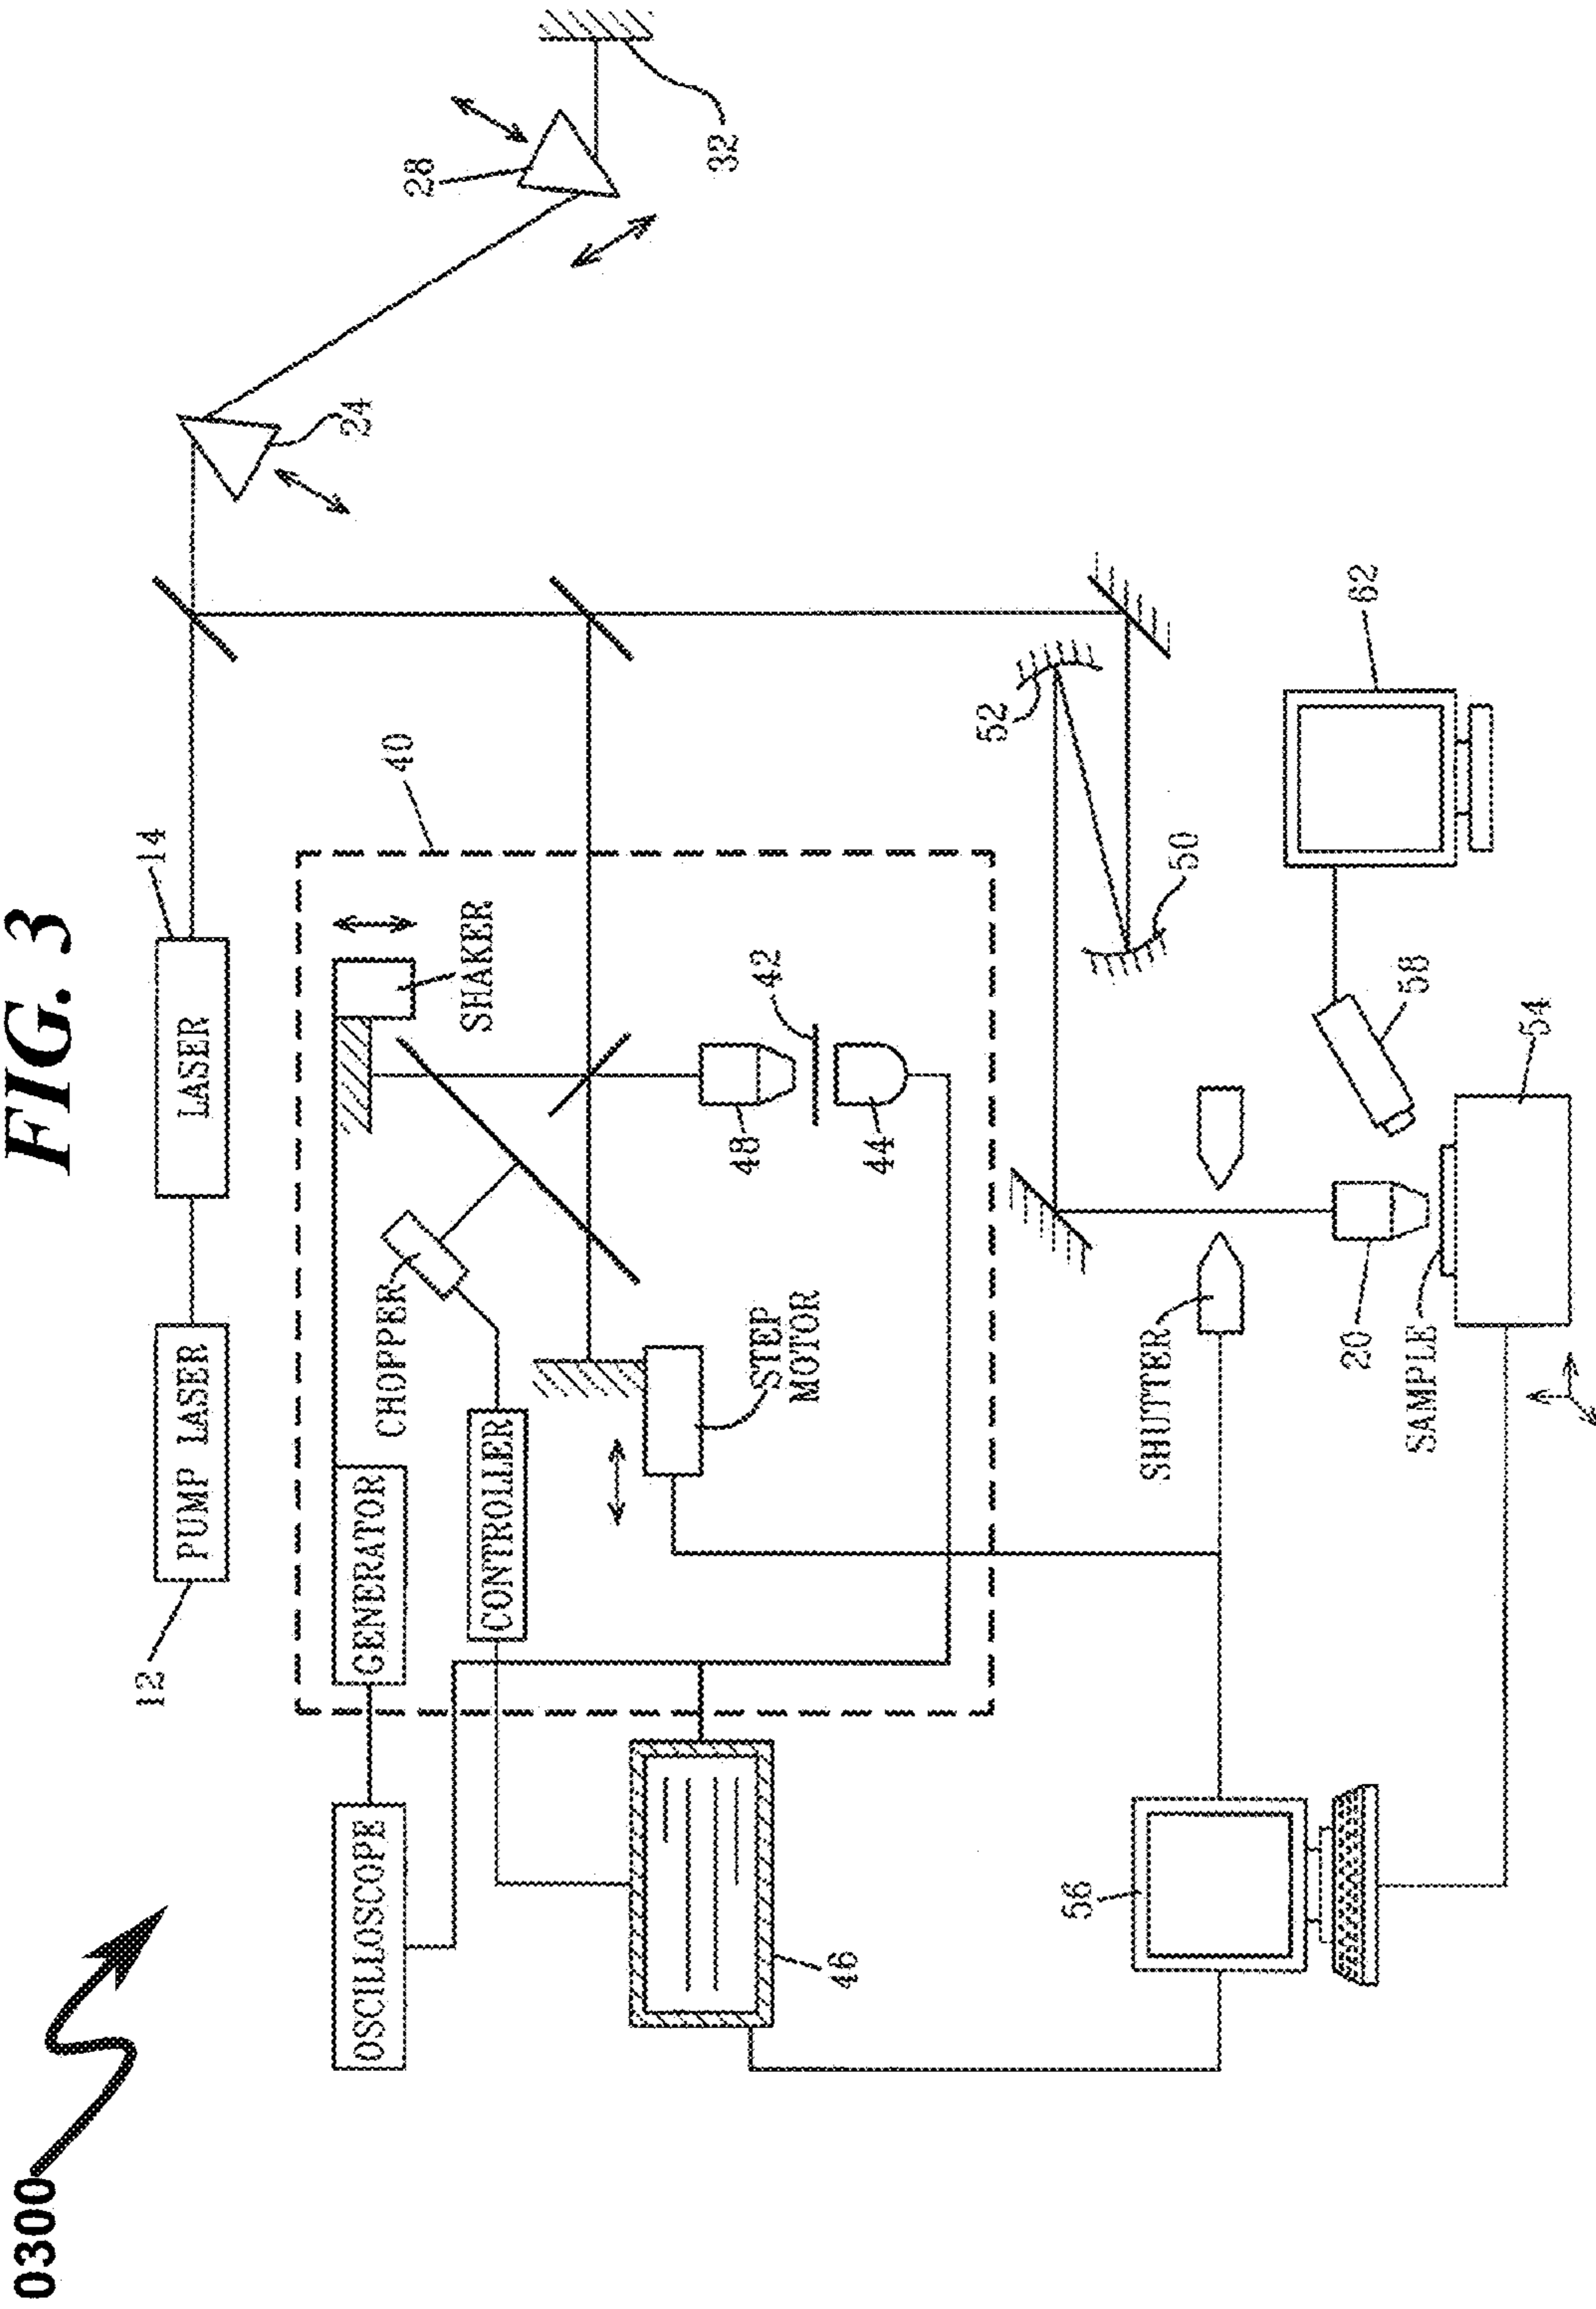 FIG. 3
0300
12
PUMP LASER
LASER
14
24
28
32
40
OSCILLOSCOPE
GENERATOR
CONTROLLER
CHOPPER
SHAKER
STEP
MOTOR
48
42
44
46
52
50
SHUTTER
56
20
SAMPLE
54
58
62